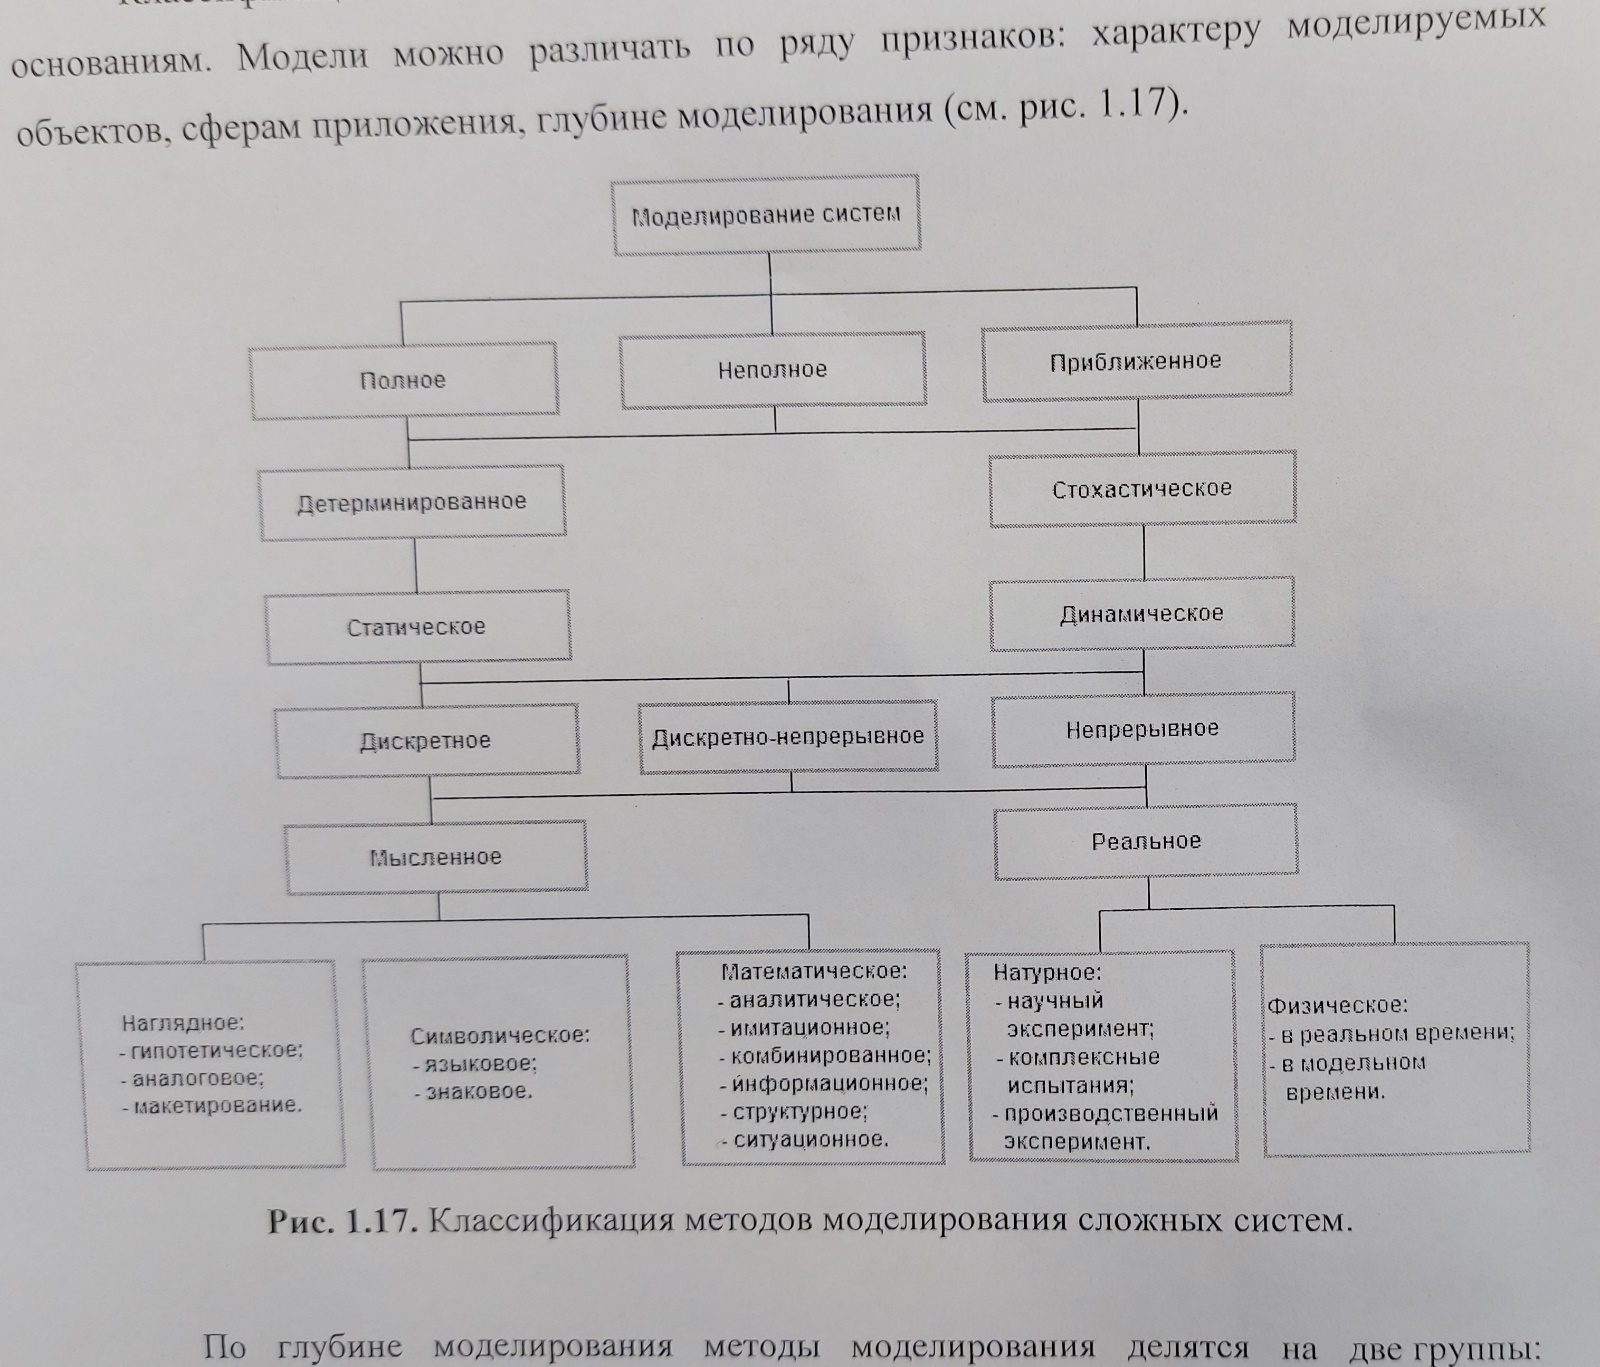 основаниям. Модели можно различать по ряду признаков: характеру моделируемых
объектов, сферам приложения, глубине моделирования (см. рис. 1.17).
Моделирование систем
Полное
Неполное
Приближенное
Детерминированное
Стохастическое
Статическое
Динамическое
Дискретное
Дискретно-непрерывное
Непрерывное
Мысленное
Реальное
Наглядное:
- гипотетическое;
- аналоговое;
- макетирование.
Символическое:
- языковое;
- знаковое.
Математическое:
- аналитическое;
- имитационное;
- комбинированное;
- информационное;
- структурное;
- ситуационное.
Натурное:
- научный
эксперимент;
- комплексные
испытания;
- производственный
эксперимент.
Физическое:
- в реальном времени;
- в модельном
времени.
Рис. 1.17. Классификация методов моделирования сложных систем.
По глубине моделирования методы моделирования делятся на две группы: